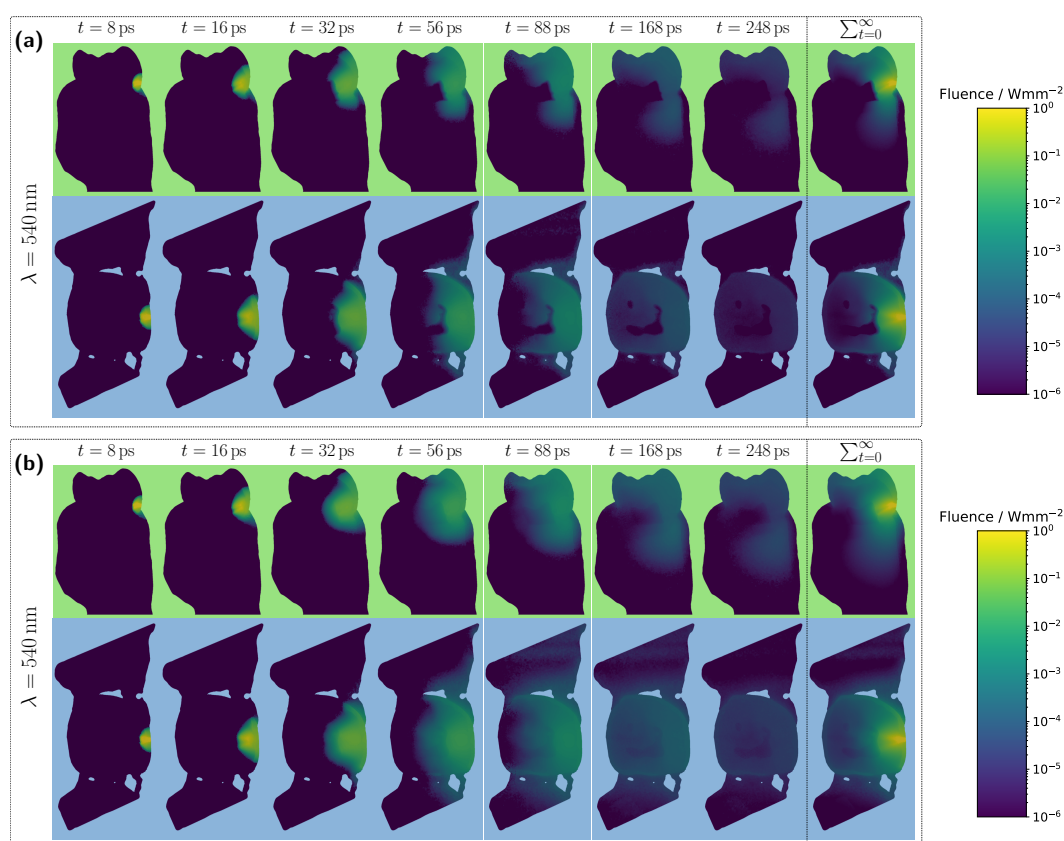 (a)
t = 8 ps t = 16 ps t = 32 ps t = 56 ps t = 88 ps t = 168 ps t = 248 ps ∑_{t=0}^{∞}
λ = 540 nm
Fluence / Wmm⁻²
10⁰
10⁻¹
10⁻²
10⁻³
10⁻⁴
10⁻⁵
10⁻⁶
(b)
t = 8 ps t = 16 ps t = 32 ps t = 56 ps t = 88 ps t = 168 ps t = 248 ps ∑_{t=0}^{∞}
λ = 540 nm
Fluence / Wmm⁻²
10⁰
10⁻¹
10⁻²
10⁻³
10⁻⁴
10⁻⁵
10⁻⁶